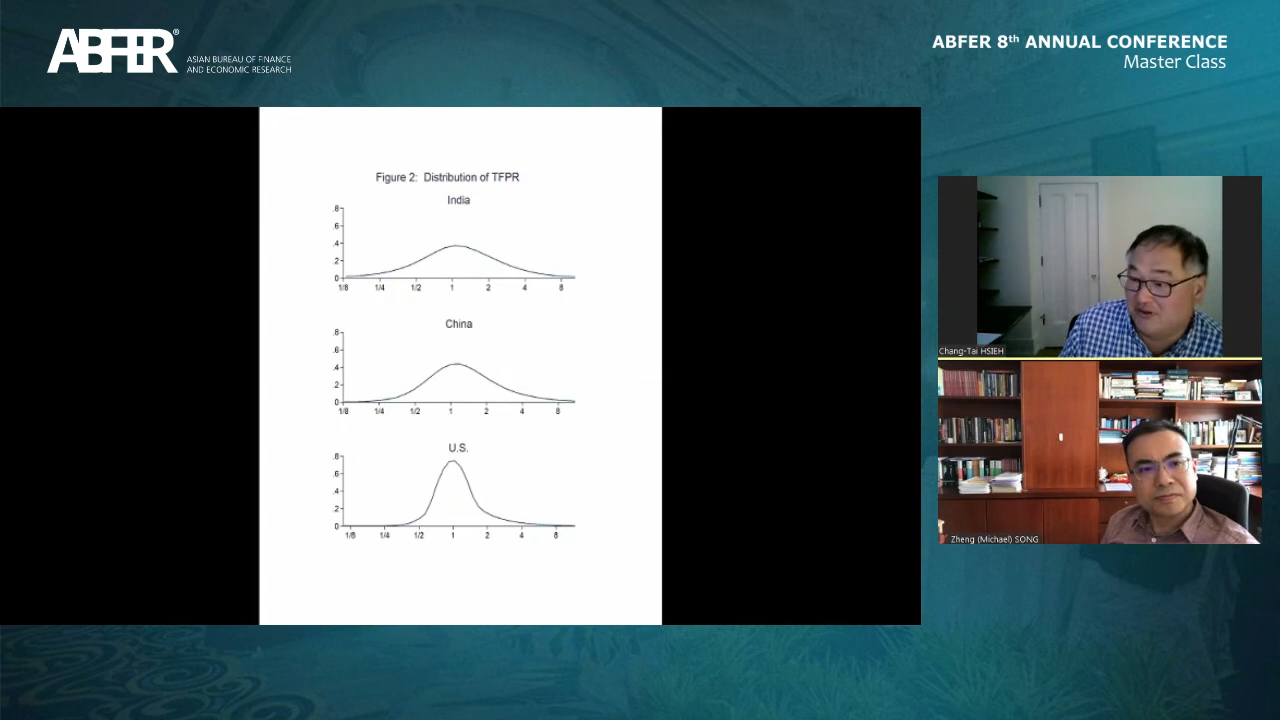 ABFER®
ASIAN BUREAU OF FINANCE
AND ECONOMIC RESEARCH
ABFER 8th ANNUAL CONFERENCE
Master Class
Figure 2: Distribution of TFPR
India
.8
.6
.4
.2
0
1/8 1/4 1/2 1 2 4 8
China
.8
.6
.4
.2
0
1/8 1/4 1/2 1 2 4 8
U.S.
.8
.6
.4
.2
0
1/8 1/4 1/2 1 2 4 8
Chang-Tai HSIEH
Zheng (Michael) SONG